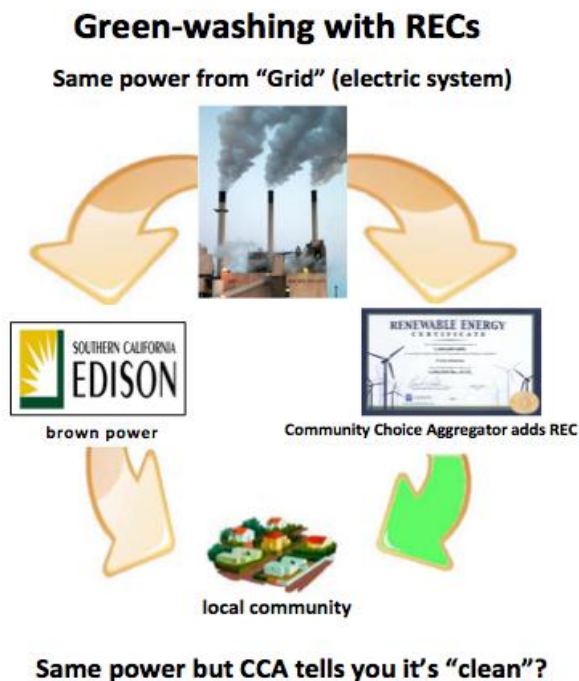 Green-washing with RECs
Same power from “Grid” (electric system)
SOUTHERN CALIFORNIA
EDISON
RENEWABLE ENERGY
CERTIFICATE
brown power
Community Choice Aggregator adds REC
local community
Same power but CCA tells you it’s “clean”?